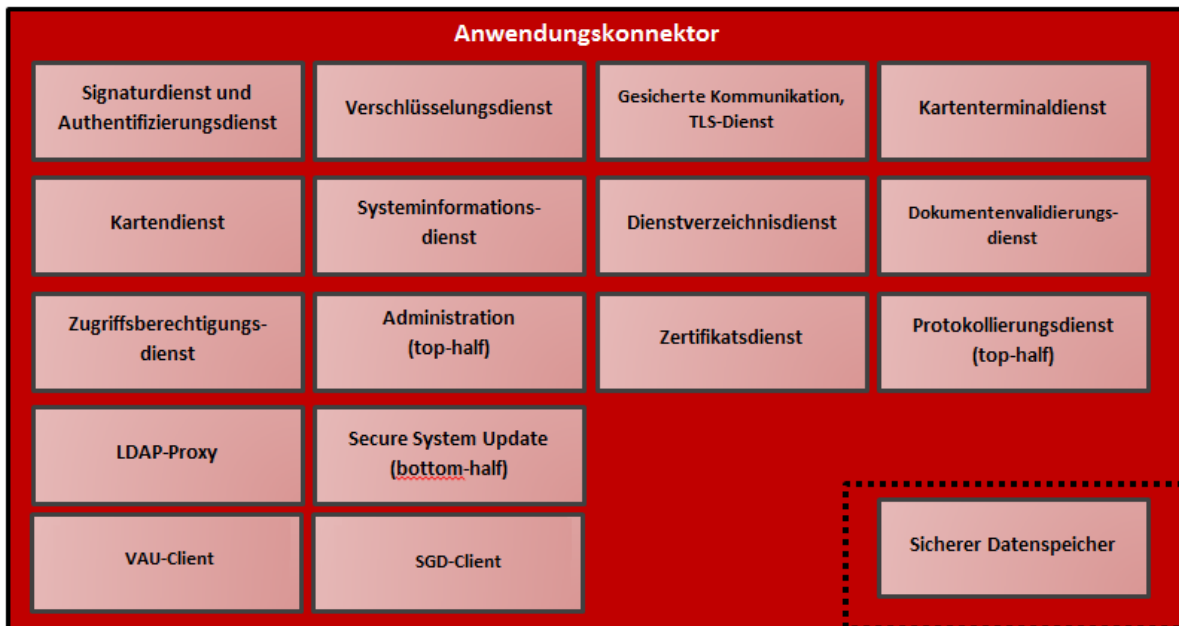 Anwendungskonnektor
Signaturdienst und
Authentifizierungsdienst
Verschlüsselungsdienst
Gesicherte Kommunikation,
TLS-Dienst
Kartenterminaldienst
Kartendienst
Systeminformations-
dienst
Dienstverzeichnisdienst
Dokumentenvalidierungs-
dienst
Zugriffsberechtigungs-
dienst
Administration
(top-half)
Zertifikatsdienst
Protokollierungsdienst
(top-half)
LDAP-Proxy
Secure System Update
(bottom-half)
VAU-Client
SGD-Client
Sicherer Datenspeicher